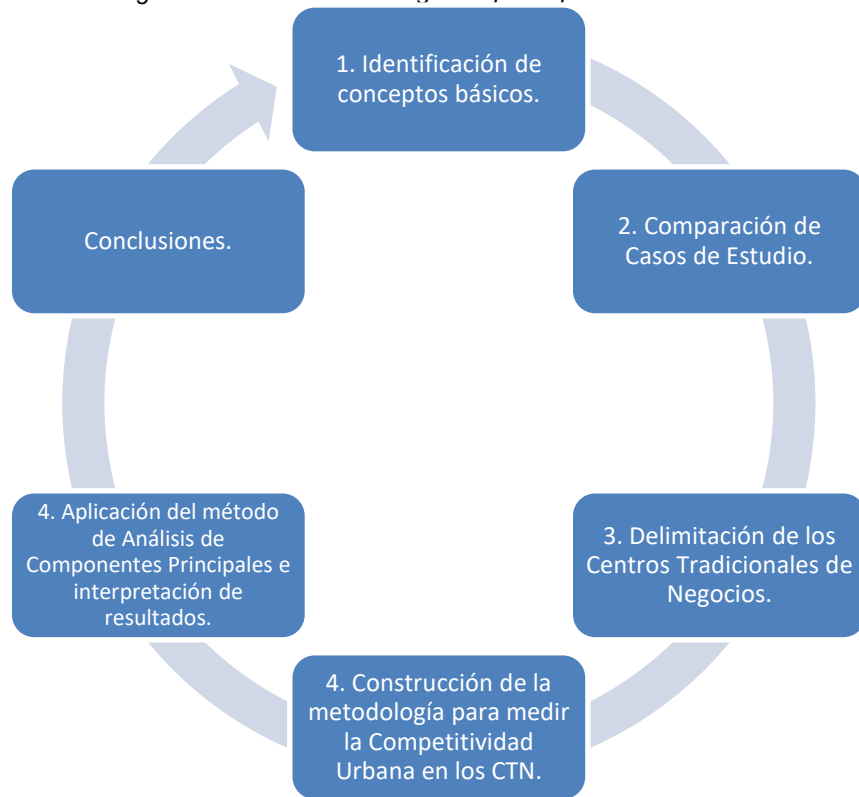 1. Identificación de
conceptos básicos.
2. Comparación de
Casos de Estudio.
3. Delimitación de los
Centros Tradicionales de
Negocios.
4. Construcción de la
metodología para medir
la Competitividad
Urbana en los CTN.
4. Aplicación del método
de Análisis de
Componentes Principales e
interpretación de
resultados.
Conclusiones.